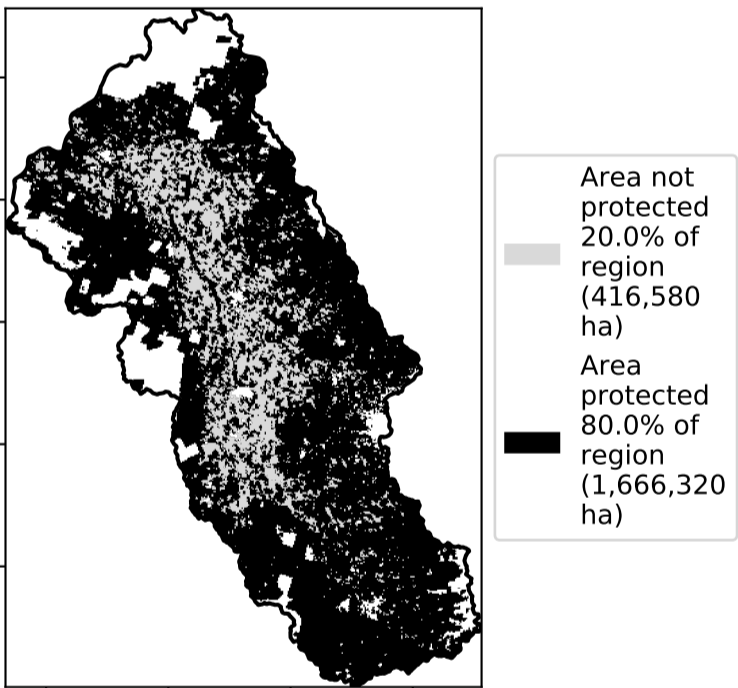 Area not
protected
20.0% of
region
(416,580
ha)
Area
protected
80.0% of
region
(1,666,320
ha)